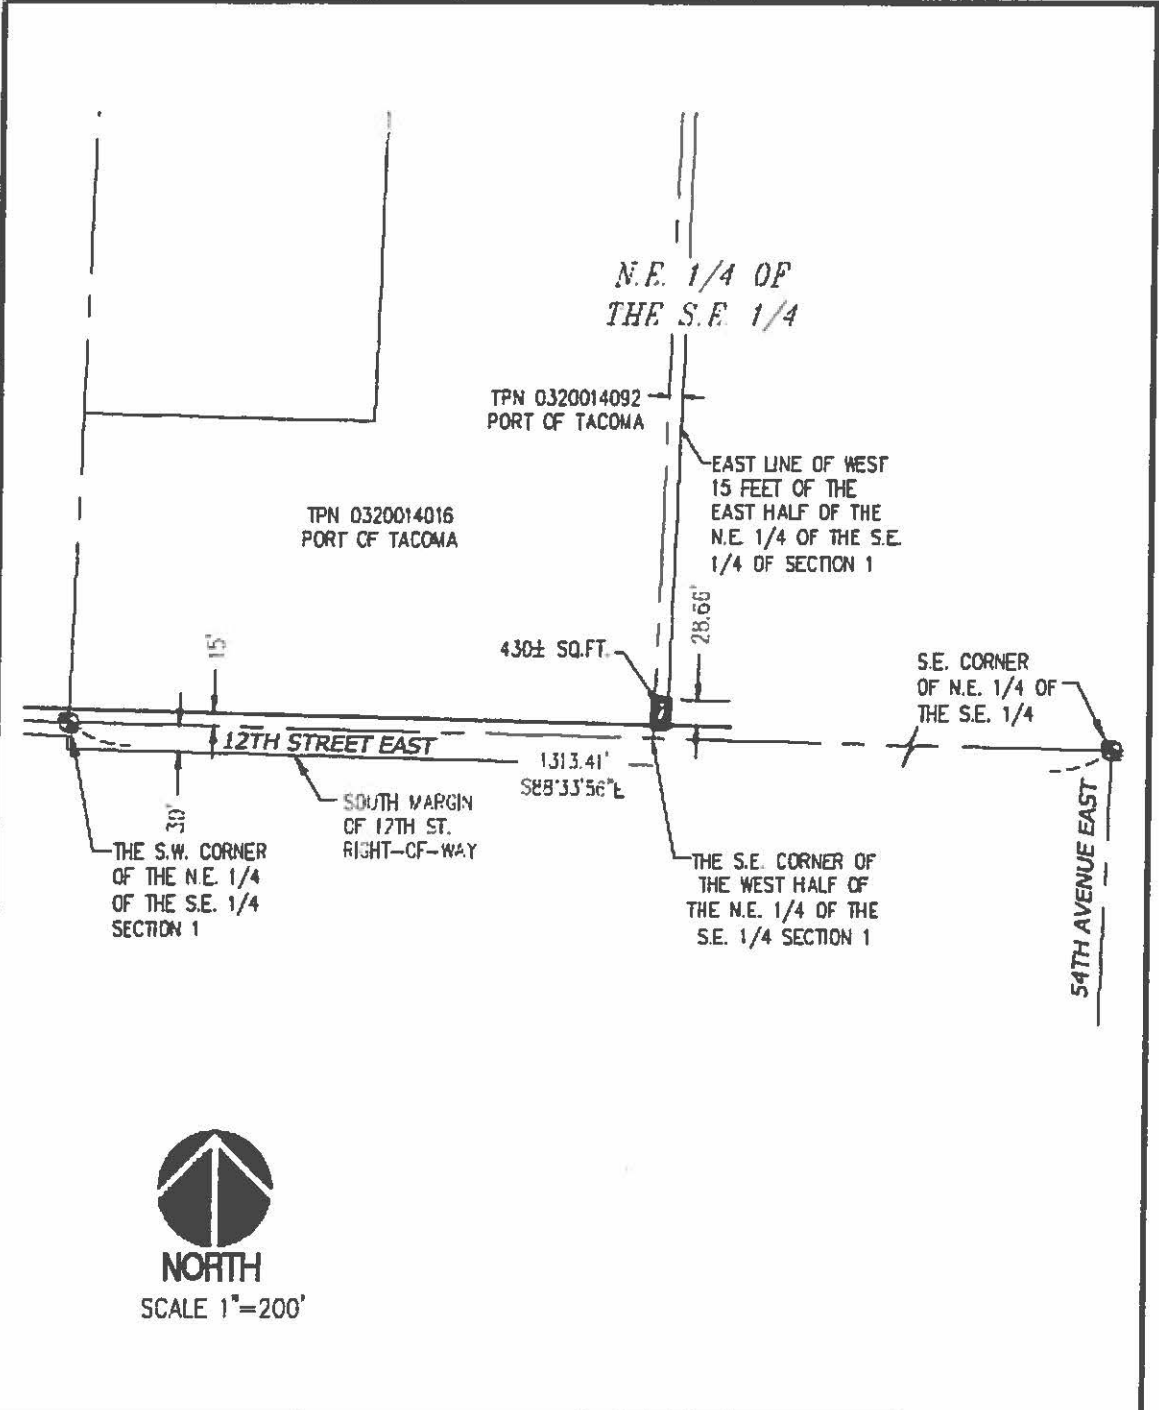 N.E. 1/4 OF
THE S.E. 1/4
TPN 0320014092
PORT OF TACOMA
EAST LINE OF WEST
15 FEET OF THE
EAST HALF OF THE
N.E. 1/4 OF THE S.E.
1/4 OF SECTION 1
TPN 0320014016
PORT OF TACOMA
28.66'
15'
430± SQ.FT.
S.E. CORNER
OF N.E. 1/4 OF
THE S.E. 1/4
12TH STREET EAST
1313.41'
S88°33'56"E
30'
SOUTH MARGIN
OF 12TH ST.
RIGHT-OF-WAY
THE S.W. CORNER
OF THE N.E. 1/4
OF THE S.E. 1/4
SECTION 1
THE S.E. CORNER OF
THE WEST HALF OF
THE N.E. 1/4 OF THE
S.E. 1/4 SECTION 1
54TH AVENUE EAST
NORTH
SCALE 1"=200'